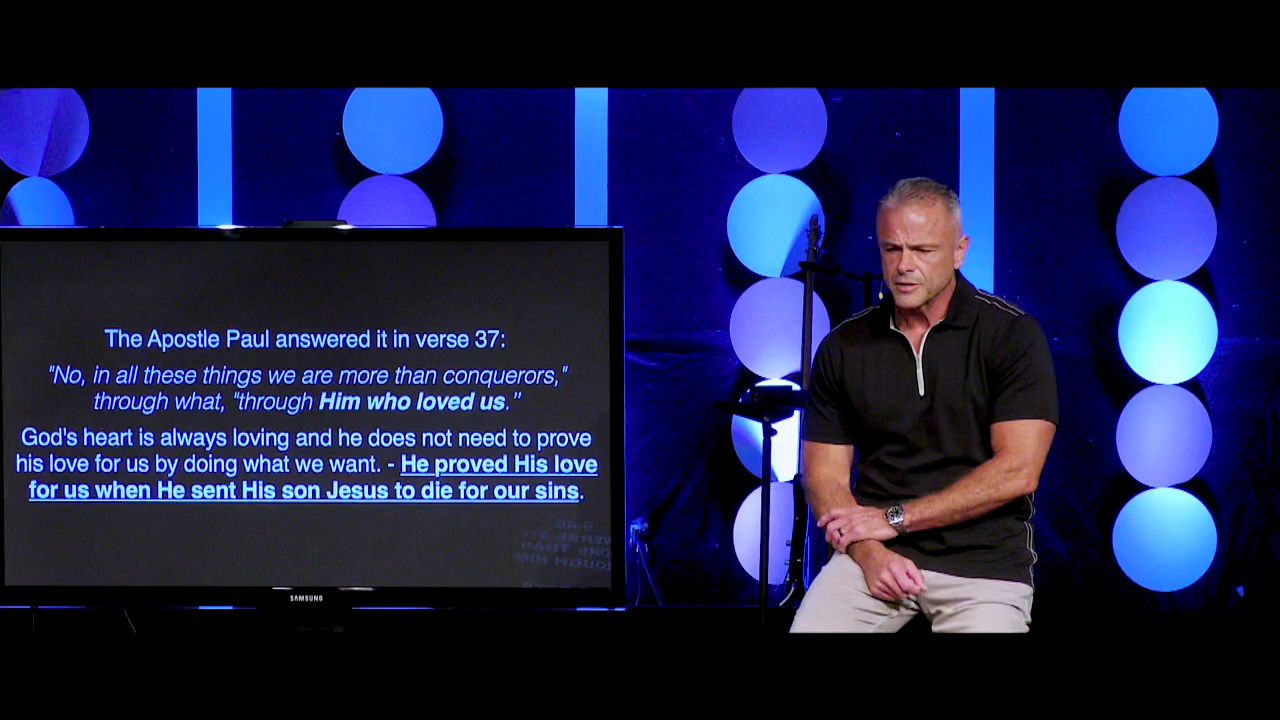 The Apostle Paul answered it in verse 37:
"No, in all these things we are more than conquerors,"
through what, "through Him who loved us."
God's heart is always loving and he does not need to prove
his love for us by doing what we want. - He proved His love
for us when He sent His son Jesus to die for our sins.
SAMSUNG